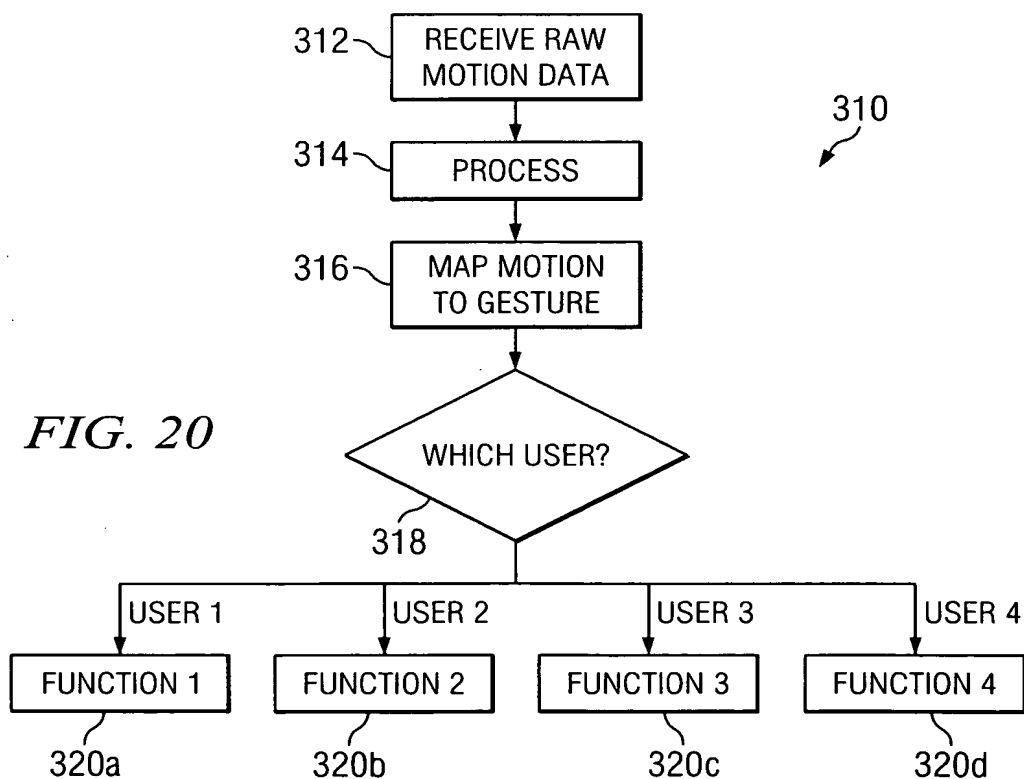 312
RECEIVE RAW
MOTION DATA
310
314
PROCESS
316
MAP MOTION
TO GESTURE
FIG. 20
WHICH USER?
318
USER 1
USER 2
USER 3
USER 4
FUNCTION 1
FUNCTION 2
FUNCTION 3
FUNCTION 4
320a
320b
320c
320d